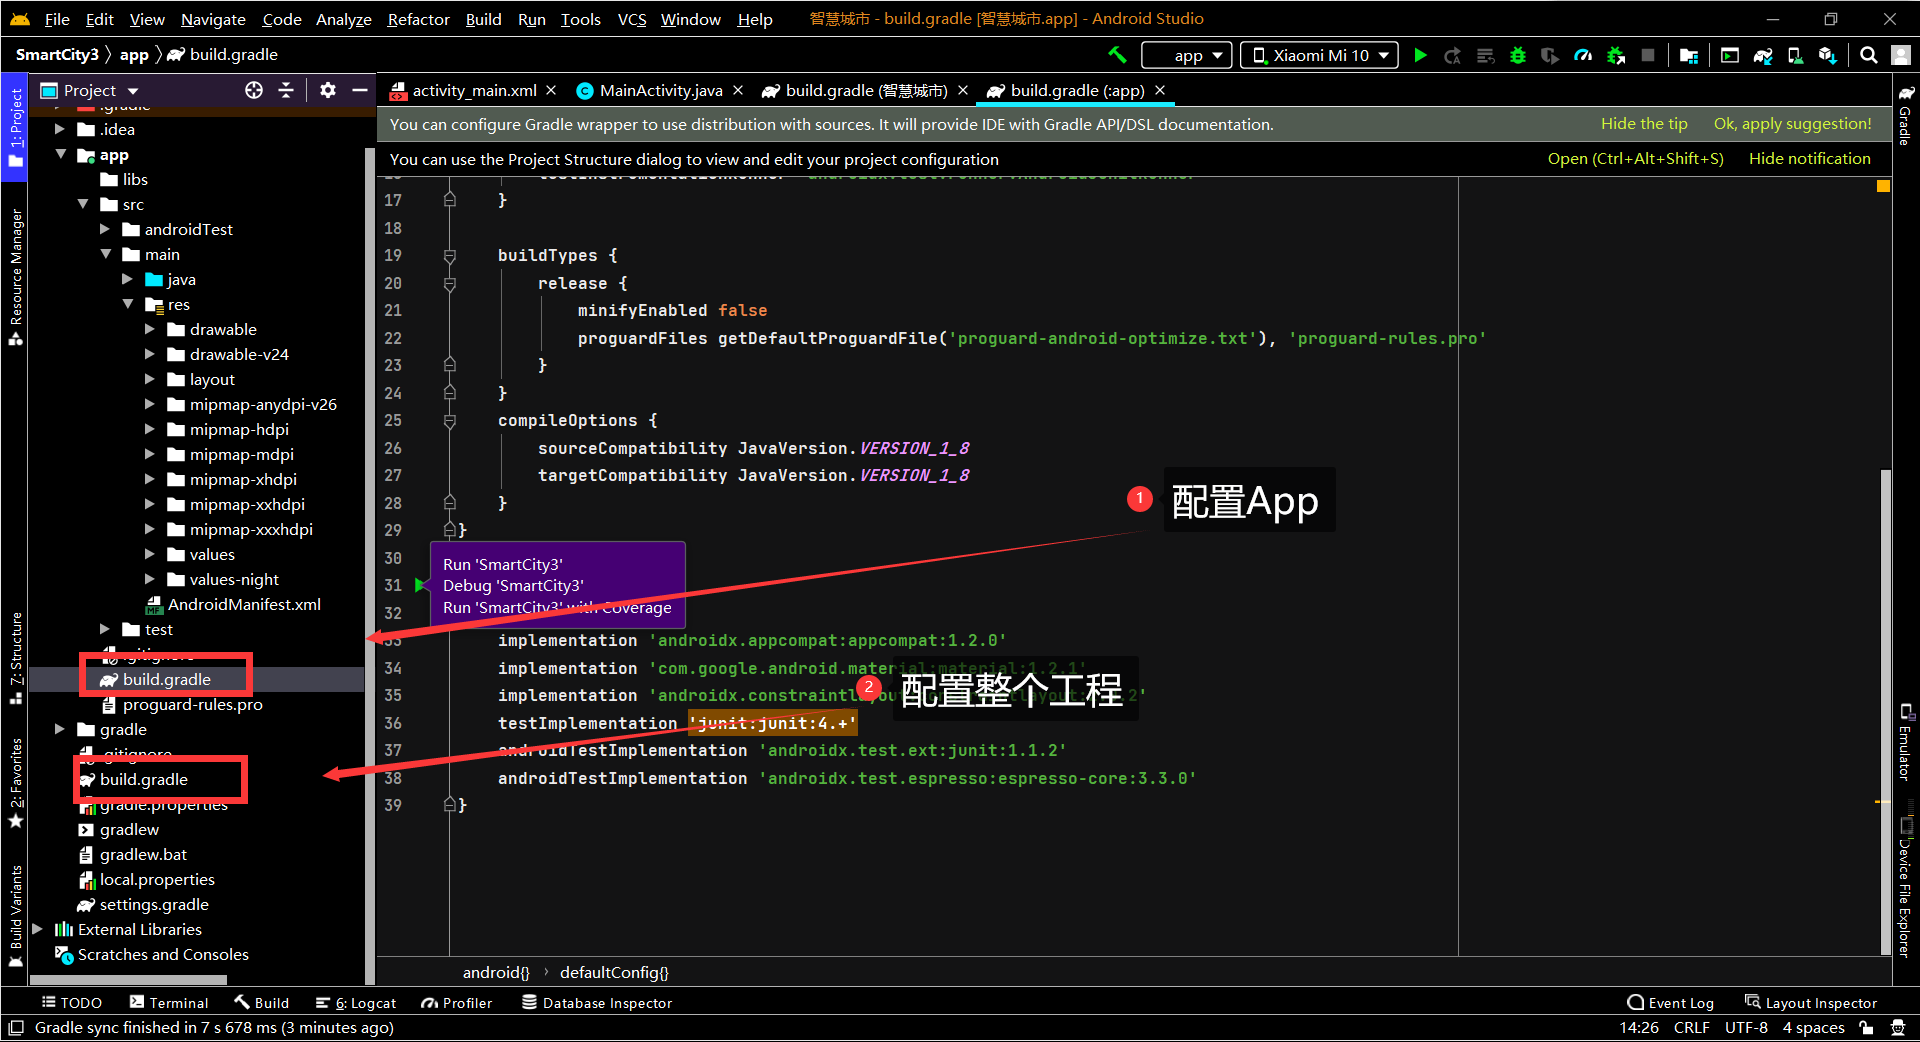 File Edit View Navigate Code Analyze Refactor Build Run Tools VCS Window Help 智慧城市 - build.gradle [智慧城市.app] - Android Studio
SmartCity3 app build.gradle app Xiaomi Mi 10
Project
activity_main.xml MainActivity.java build.gradle (智慧城市) build.gradle (:app)
You can configure Gradle wrapper to use distribution with sources. It will provide IDE with Gradle API/DSL documentation. Hide the tip Ok, apply suggestion!
You can use the Project Structure dialog to view and edit your project configuration Open (Ctrl+Alt+Shift+S) Hide notification
1: Project
Resource Manager
7: Structure
2: Favorites
Build Variants
.gradle
.idea
app
libs
src
androidTest
main
java
res
drawable
drawable-v24
layout
mipmap-anydpi-v26
mipmap-hdpi
mipmap-mdpi
mipmap-xhdpi
mipmap-xxhdpi
mipmap-xxxhdpi
values
values-night
AndroidManifest.xml
test
.gitignore
build.gradle
proguard-rules.pro
gradle
.gitignore
build.gradle
gradle.properties
gradlew
gradlew.bat
local.properties
settings.gradle
External Libraries
Scratches and Consoles
17 }
18
19 buildTypes {
20 release {
21 minifyEnabled false
22 proguardFiles getDefaultProguardFile('proguard-android-optimize.txt'), 'proguard-rules.pro'
23 }
24 }
25 compileOptions {
26 sourceCompatibility JavaVersion.VERSION_1_8
27 targetCompatibility JavaVersion.VERSION_1_8
28 }
29 }
30
31
32
Run 'SmartCity3'
Debug 'SmartCity3'
Run 'SmartCity3' with Coverage
1 配置App
33 implementation 'androidx.appcompat:appcompat:1.2.0'
34 implementation 'com.google.android.material:material:1.2.1'
35 implementation 'androidx.constraintl
2 配置整个工程
36 testImplementation 'junit:junit:4.+'
37 androidTestImplementation 'androidx.test.ext:junit:1.1.2'
38 androidTestImplementation 'androidx.test.espresso:espresso-core:3.3.0'
39 }
android{} › defaultConfig{}
Gradle
Emulator
Device File Explorer
TODO Terminal Build 6: Logcat Profiler Database Inspector Event Log Layout Inspector
Gradle sync finished in 7 s 678 ms (3 minutes ago) 14:26 CRLF UTF-8 4 spaces